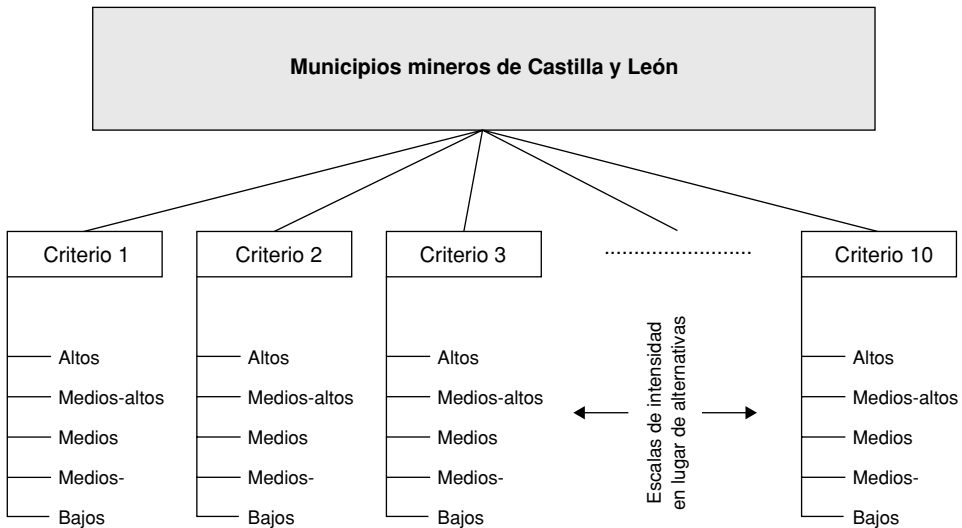 Municipios mineros de Castilla y León
Criterio 1
Criterio 2
Criterio 3
..........................
Criterio 10
Altos
Medios-altos
Medios
Medios-
Bajos
Altos
Medios-altos
Medios
Medios-
Bajos
Altos
Medios-altos
Medios
Medios-
Bajos
Escalas de intensidad
en lugar de alternativas
Altos
Medios-altos
Medios
Medios-
Bajos